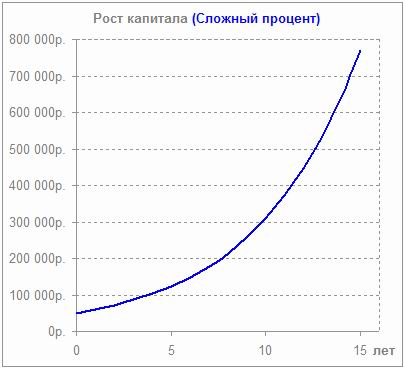 Рост капитала (Сложный процент)
800 000р.
700 000р.
600 000р.
500 000р.
400 000р.
300 000р.
200 000р.
100 000р.
0р.
0 5 10 15 лет